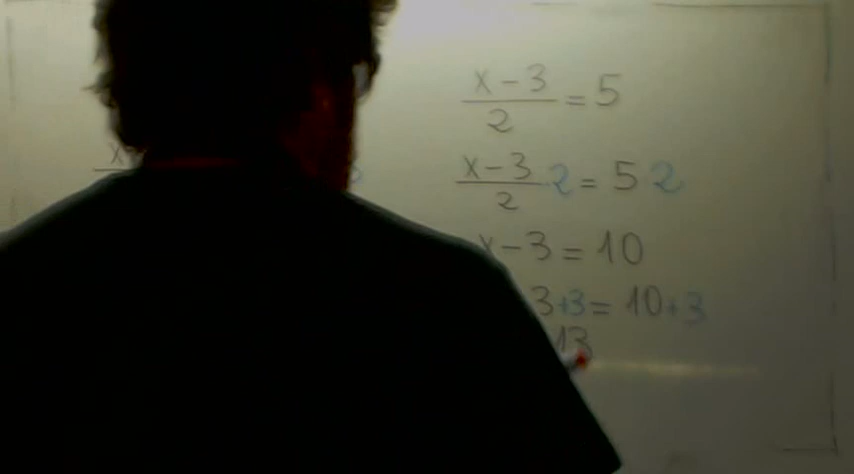 x-3
2
=5
x-3
2
·2=5 2
x-3=10
3+3=10+3
13